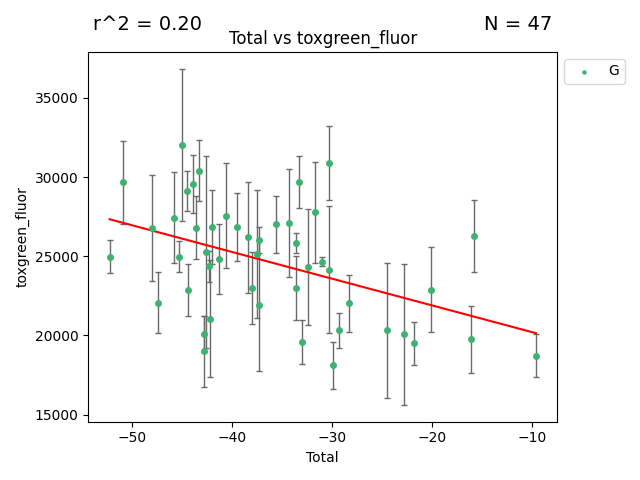 r^2 = 0.20
N = 47
Total vs toxgreen_fluor
G
35000
30000
25000
20000
15000
toxgreen_fluor
−50
−40
−30
−20
−10
Total